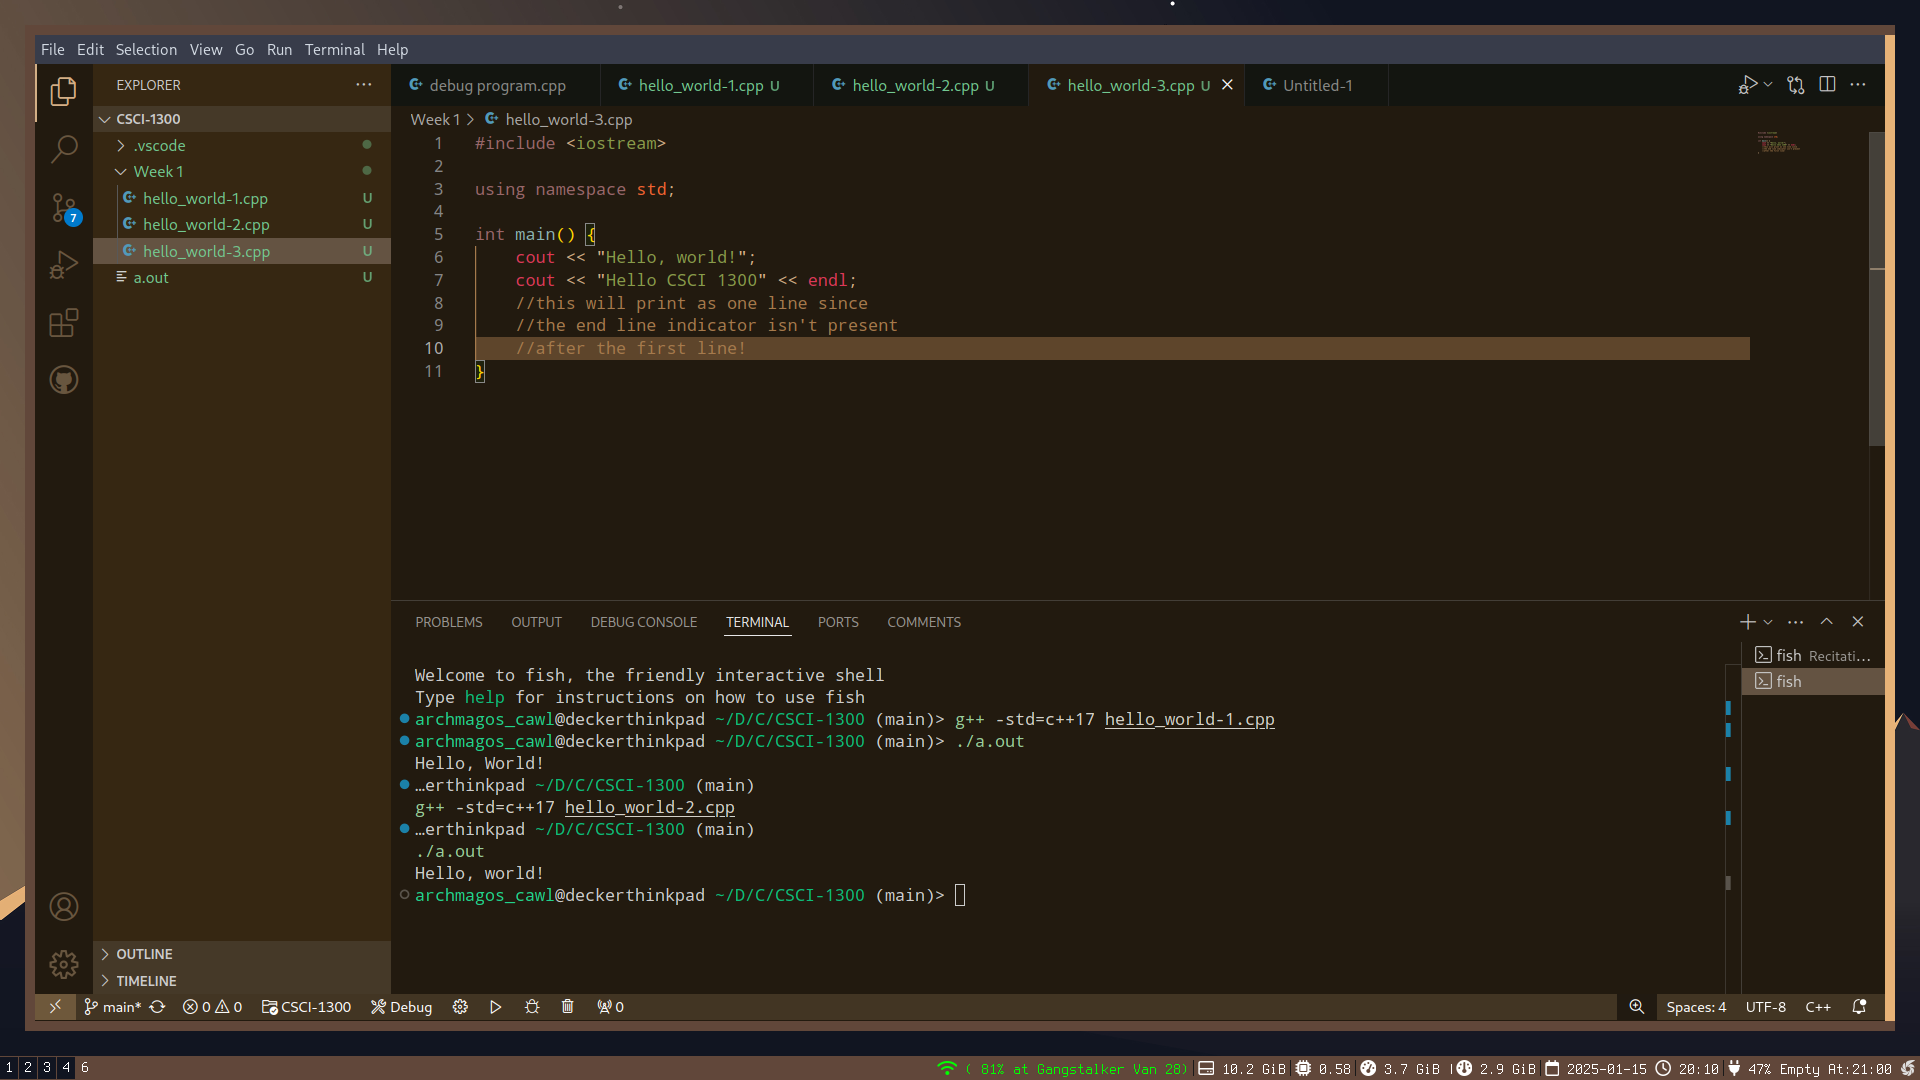 File Edit Selection View Go Run Terminal Help
EXPLORER
debug program.cpp
hello_world-1.cpp U
hello_world-2.cpp U
hello_world-3.cpp U
Untitled-1
CSCI-1300
.vscode
Week 1
hello_world-1.cpp U
hello_world-2.cpp U
hello_world-3.cpp U
a.out U
7
Week 1 > hello_world-3.cpp
1 #include <iostream>
2
3 using namespace std;
4
5 int main() {
6 cout << "Hello, world!";
7 cout << "Hello CSCI 1300" << endl;
8 //this will print as one line since
9 //the end line indicator isn't present
10 //after the first line!
11 }
PROBLEMS OUTPUT DEBUG CONSOLE TERMINAL PORTS COMMENTS
Welcome to fish, the friendly interactive shell
Type help for instructions on how to use fish
archmagos_cawl@deckerthinkpad ~/D/C/CSCI-1300 (main)> g++ -std=c++17 hello_world-1.cpp
archmagos_cawl@deckerthinkpad ~/D/C/CSCI-1300 (main)> ./a.out
Hello, World!
…erthinkpad ~/D/C/CSCI-1300 (main)
g++ -std=c++17 hello_world-2.cpp
…erthinkpad ~/D/C/CSCI-1300 (main)
./a.out
Hello, world!
archmagos_cawl@deckerthinkpad ~/D/C/CSCI-1300 (main)>
fish Recitati…
fish
OUTLINE
TIMELINE
main* 0 0 CSCI-1300 Debug 0
Spaces: 4 UTF-8 C++
1 2 3 4 6
( 81% at Gangstalker Van 28) 10.2 GiB 0.58 3.7 GiB | 2.9 GiB 2025-01-15 20:10 47% Empty At:21:00